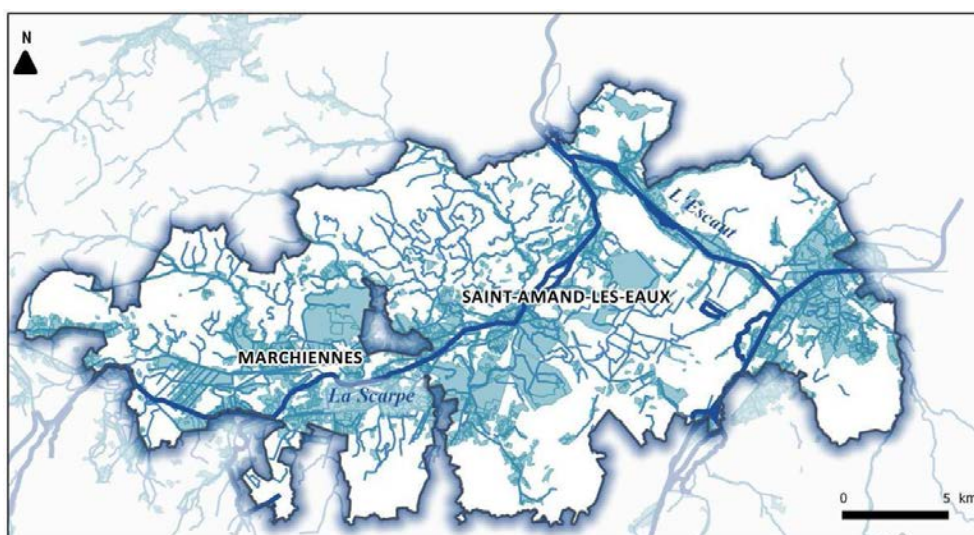 N
L'Escaut
SAINT-AMAND-LES-EAUX
MARCHIENNES
La Scarpe
0 5 km